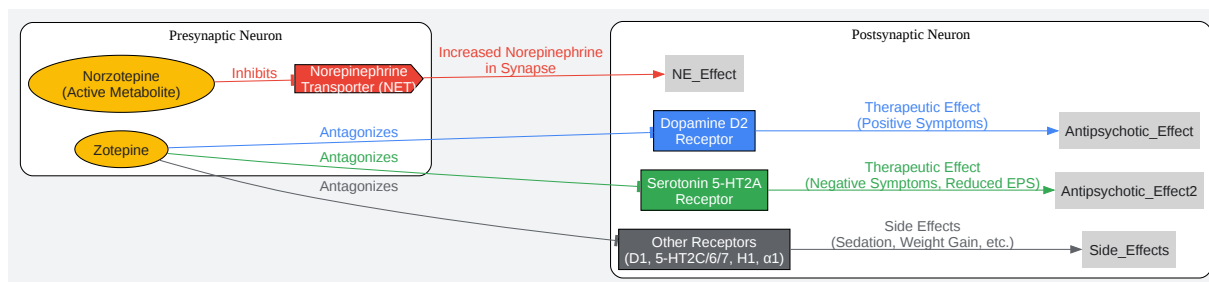 Presynaptic Neuron
Norzotepine
(Active Metabolite)
Inhibits
Norepinephrine
Transporter (NET)
Increased Norepinephrine
in Synapse
Zotepine
Antagonizes
Antagonizes
Antagonizes
Postsynaptic Neuron
NE_Effect
Dopamine D2
Receptor
Therapeutic Effect
(Positive Symptoms)
Antipsychotic_Effect
Serotonin 5-HT2A
Receptor
Therapeutic Effect
(Negative Symptoms, Reduced EPS)
Antipsychotic_Effect2
Other Receptors
(D1, 5-HT2C/6/7, H1, α1)
Side Effects
(Sedation, Weight Gain, etc.)
Side_Effects